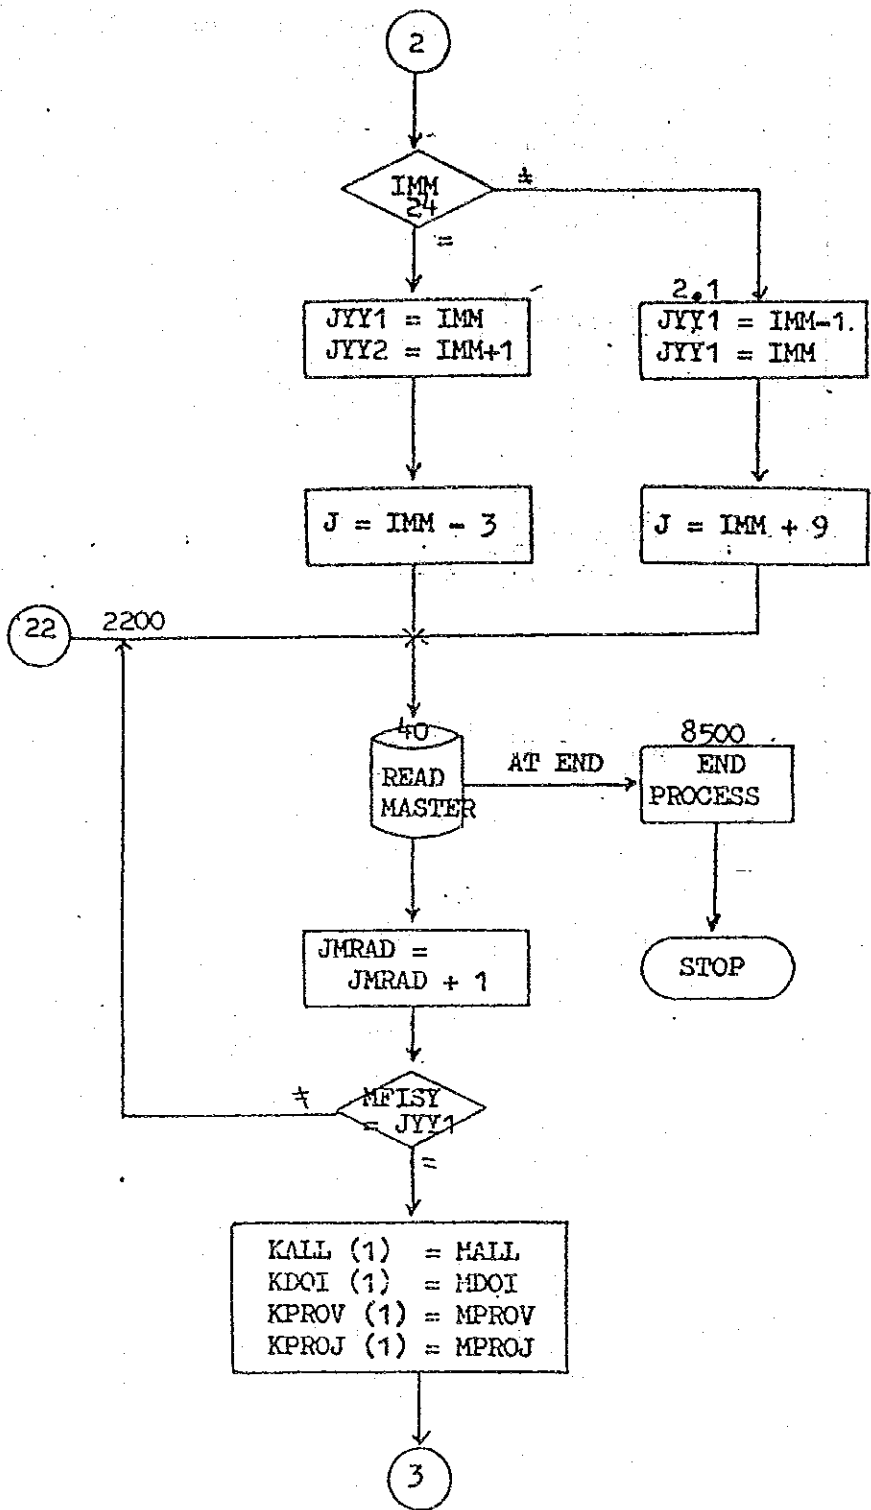 2
IMM
24
≠
=
JYY1 = IMM
JYY2 = IMM+1
2.1
JYY1 = IMM-1.
JYY1 = IMM
J = IMM - 3
J = IMM + 9
22
2200
40
READ
MASTER
AT END
8500
END
PROCESS
STOP
JMRAD =
JMRAD + 1
≠
MFISY
= JYY1
=
KALL (1) = MALL
KDOI (1) = MDOI
KPROV (1) = MPROV
KPROJ (1) = MPROJ
3